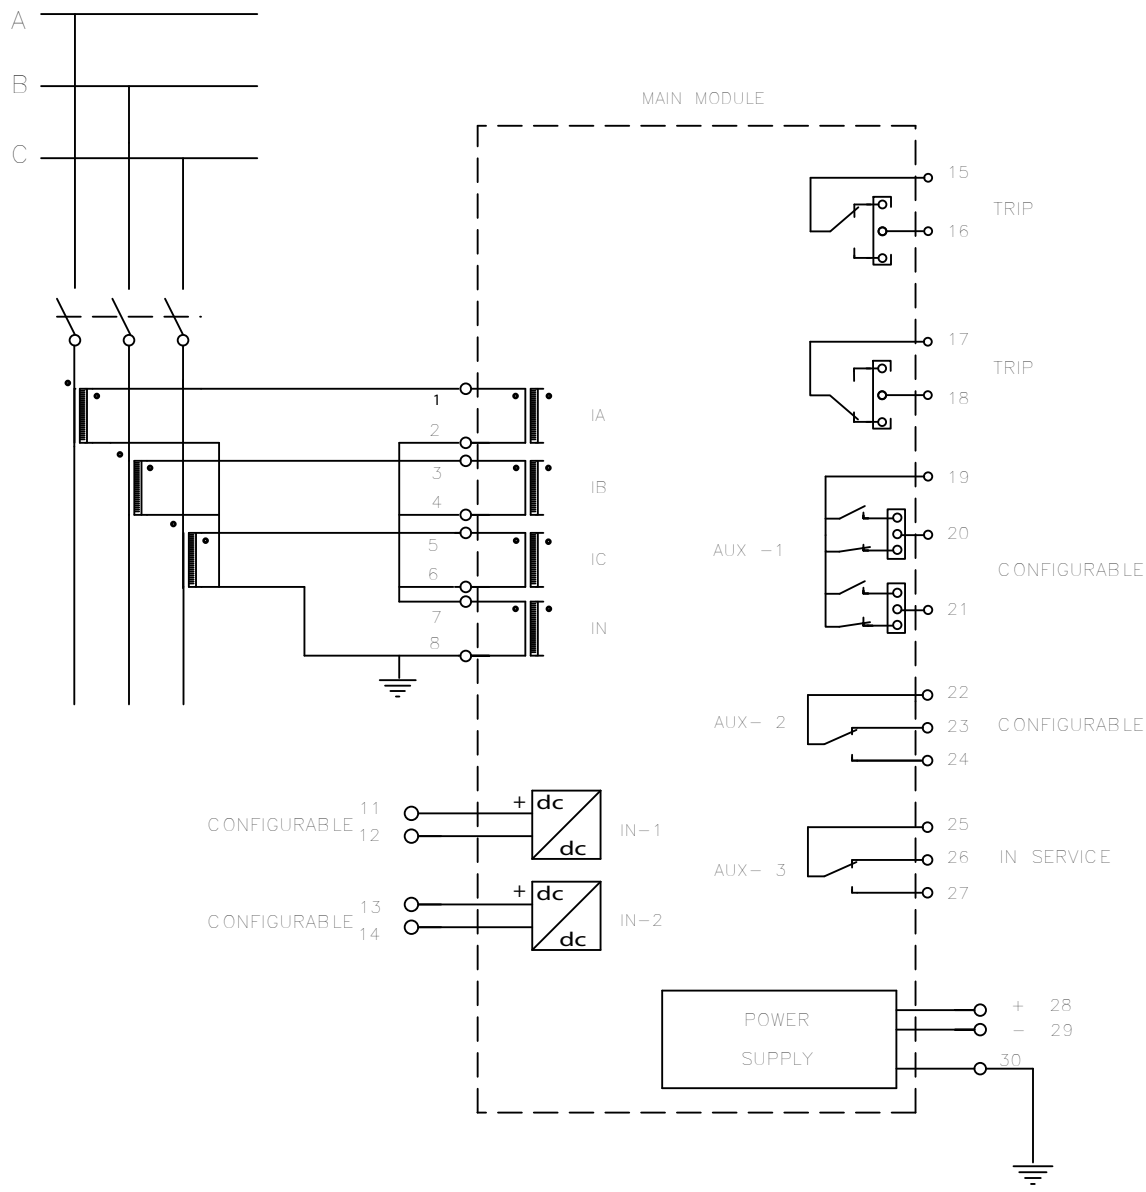 A
B
C
MAIN MODULE
15
TRIP
16
17
TRIP
18
1
IA
2
3
IB
4
5
IC
6
7
IN
8
19
20
AUX -1
CONFIGURABLE
21
22
AUX- 2
23
CONFIGURABLE
24
11
+ dc
CONFIGURABLE
IN-1
12
dc
25
26
IN SERVICE
AUX- 3
27
+ dc
13
CONFIGURABLE
IN-2
14
dc
POWER
SUPPLY
+ 28
- 29
30